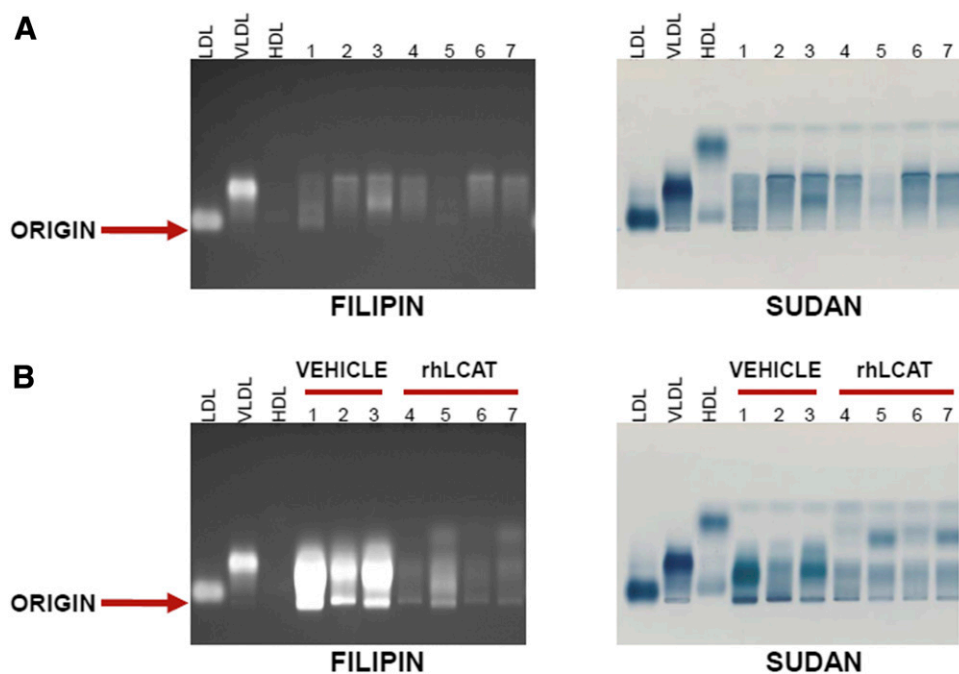 A
LDL VLDL HDL 1 2 3 4 5 6 7
LDL VLDL HDL 1 2 3 4 5 6 7
ORIGIN
FILIPIN
SUDAN
B
VEHICLE rhLCAT
VEHICLE rhLCAT
LDL VLDL HDL 1 2 3 4 5 6 7
LDL VLDL HDL 1 2 3 4 5 6 7
ORIGIN
FILIPIN
SUDAN